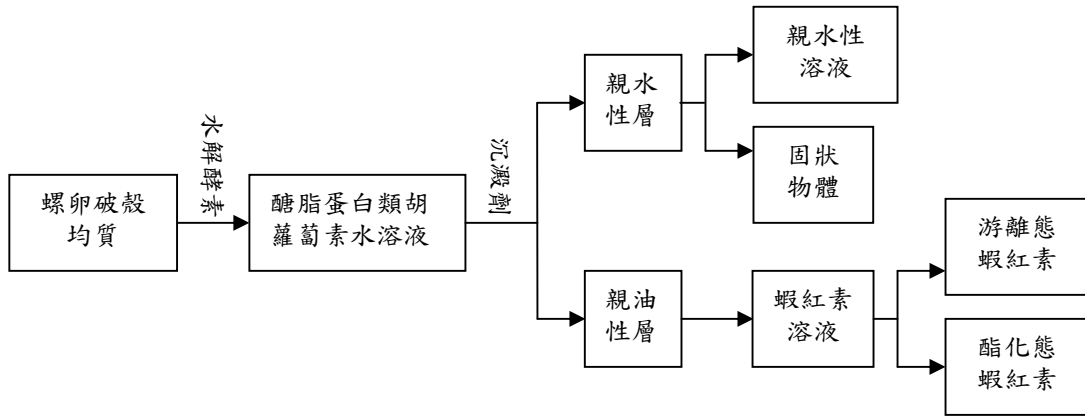 螺卵破殼
均質
水解酵素
醣脂蛋白類胡
蘿蔔素水溶液
沉澱劑
親水
性層
親水性
溶液
固狀
物體
親油
性層
蝦紅素
溶液
游離態
蝦紅素
酯化態
蝦紅素